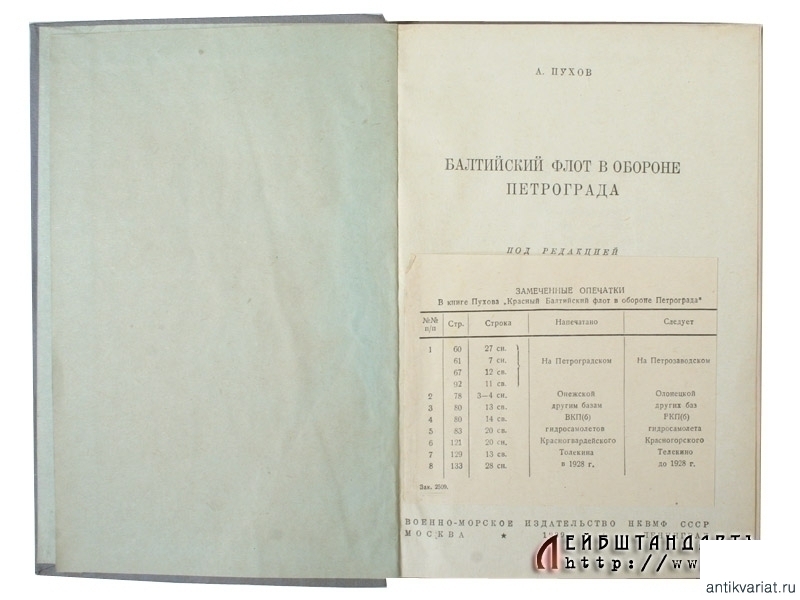 А. ПУХОВ
БАЛТИЙСКИЙ ФЛОТ В ОБОРОНЕ
ПЕТРОГРАДА
ПОД РЕДАКЦИЕЙ
ЗАМЕЧЕННЫЕ ОПЕЧАТКИ
В книге Пухова „Красный Балтийский флот в обороне Петрограда"
№№ п/п Стр. Строка Напечатано Следует
1 60 27 сн.
61 7 сн. На Петроградском На Петрозаводском
67 12 св.
92 11 св.
2 78 3—4 сн. Онежской Олонецкой
3 80 13 св. другим базам других баз
4 80 14 св. ВКП(б) РКП(б)
5 83 20 св. гидросамолетов гидросамолета
6 121 20 сн. Красногвардейского Красногорского
7 129 13 св. Толекина Телекино
8 133 28 сн. в 1928 г. до 1928 г.
Зак. 2509.
ВОЕННО-МОРСКОЕ ИЗДАТЕЛЬСТВО НКВМФ СССР
МОСКВА *
ЛЕЙБШТАНДАРТЪ
http://www
antikvariat.ru